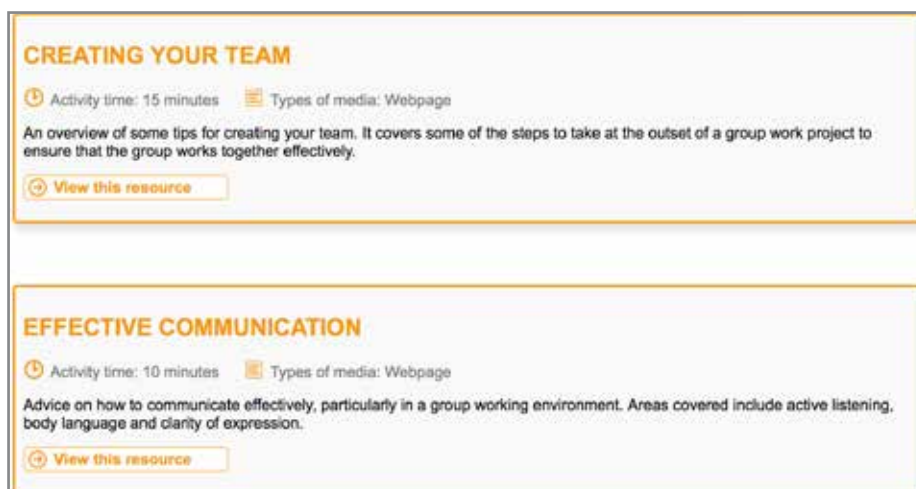 CREATING YOUR TEAM
Activity time: 15 minutes Types of media: Webpage
An overview of some tips for creating your team. It covers some of the steps to take at the outset of a group work project to
ensure that the group works together effectively.
View this resource
EFFECTIVE COMMUNICATION
Activity time: 10 minutes Types of media: Webpage
Advice on how to communicate effectively, particularly in a group working environment. Areas covered include active listening,
body language and clarity of expression.
View this resource